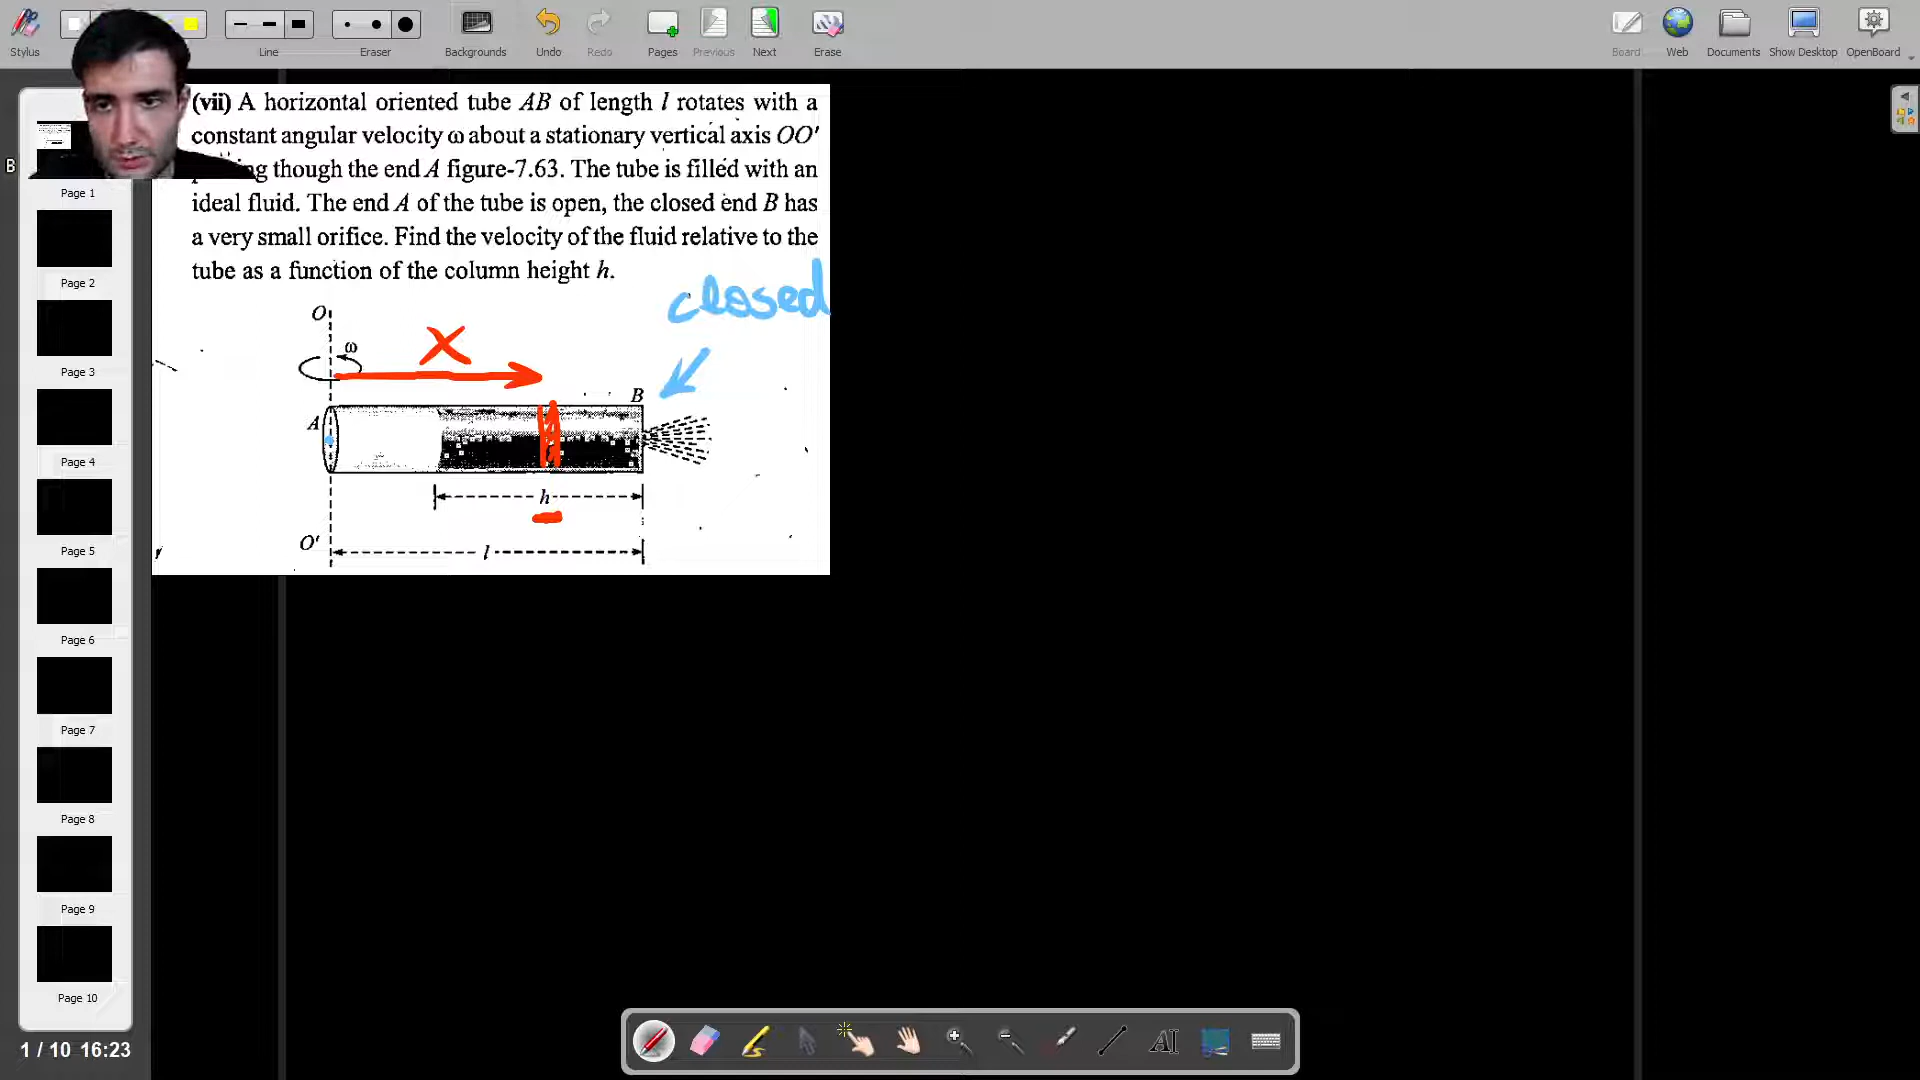 Stylus
Line
Eraser
Backgrounds
Undo
Redo
Pages
Previous
Next
Erase
Board
Web
Documents
Show Desktop
OpenBoard
B
Page 1
Page 2
Page 3
Page 4
Page 5
Page 6
Page 7
Page 8
Page 9
Page 10
1 / 10 16:23
(vii) A horizontal oriented tube AB of length l rotates with a
constant angular velocity ω about a stationary vertical axis OO'
though the end A figure-7.63. The tube is filled with an
ideal fluid. The end A of the tube is open, the closed end B has
a very small orifice. Find the velocity of the fluid relative to the
tube as a function of the column height h.
closed
O
ω
X
A
B
h
O'
l
AI